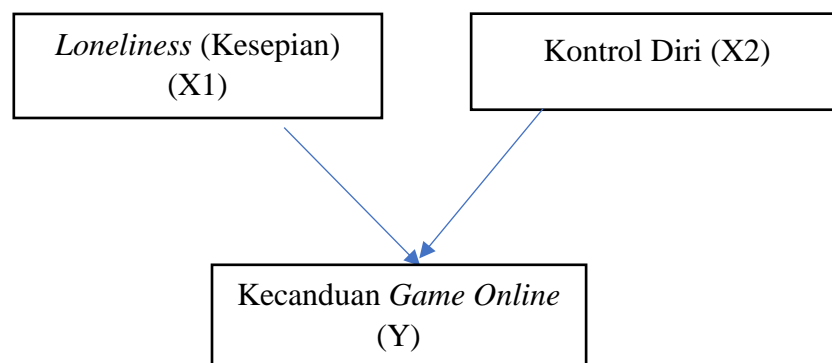 Loneliness (Kesepian)
(X1)
Kontrol Diri (X2)
Kecanduan Game Online
(Y)